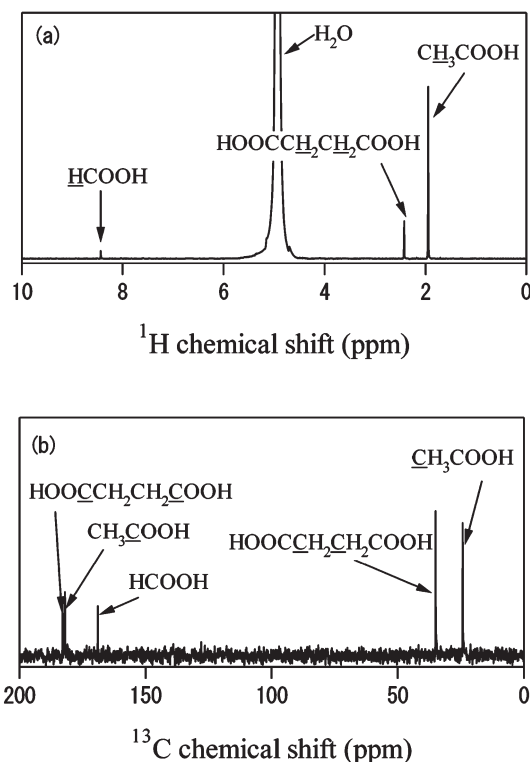 (a)
H₂O
CH₃COOH
HOOCCH₂CH₂COOH
HCOOH
10 8 6 4 2 0
¹H chemical shift (ppm)
(b)
CH₃COOH
HOOCCH₂CH₂COOH
CH₃COOH
HOOCCH₂CH₂COOH
HCOOH
200 150 100 50 0
¹³C chemical shift (ppm)